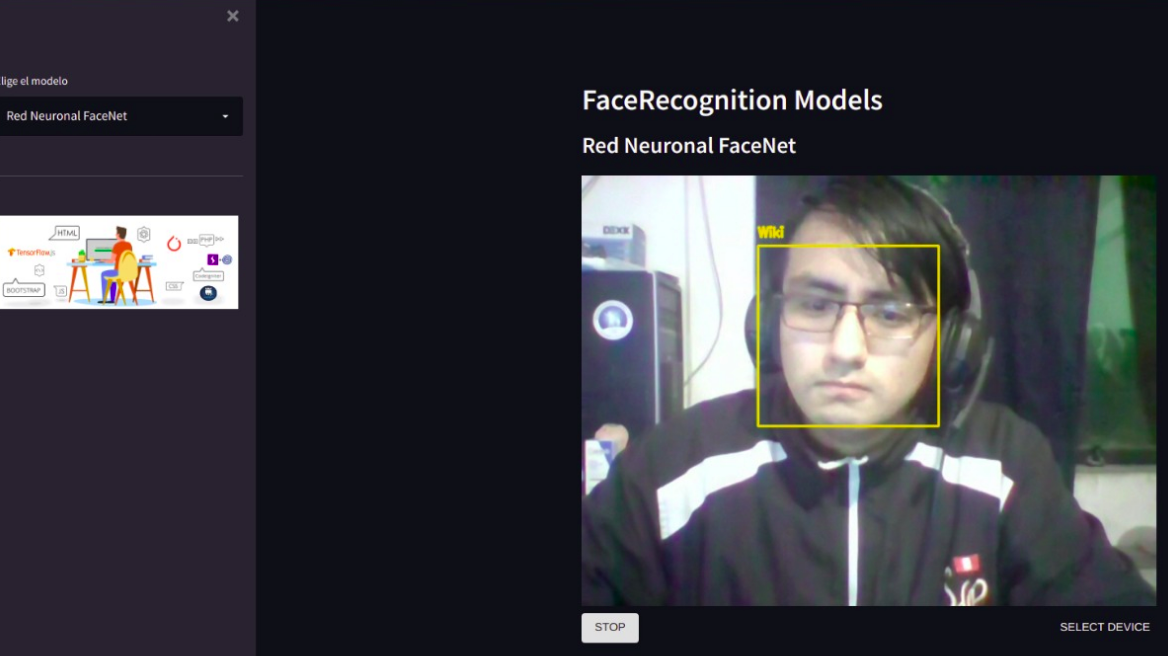 ×
lige el modelo
Red Neuronal FaceNet
HTML
TensorFlow.js
PHP
BOOTSTRAP
JS
CSS
CodeIgniter
FaceRecognition Models
Red Neuronal FaceNet
DEXX
Wiki
STOP
SELECT DEVICE